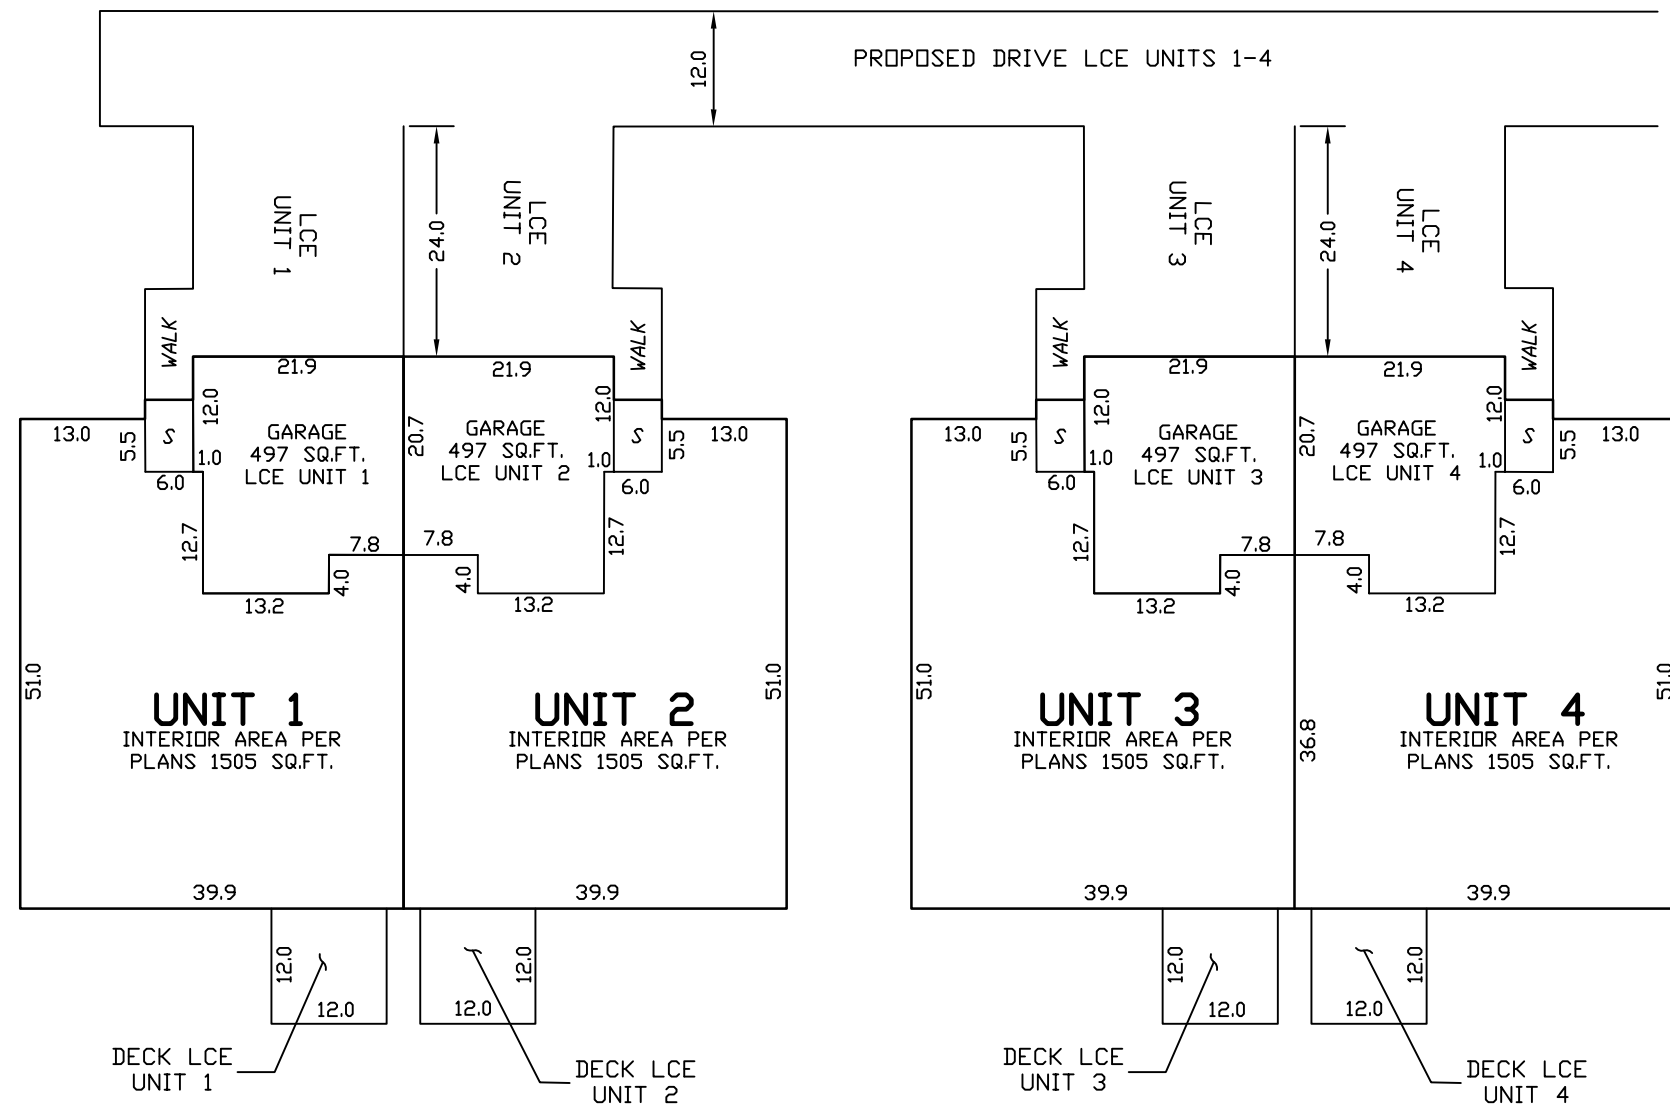 PROPOSED DRIVE LCE UNITS 1-4
12.0
LCE
UNIT 1
LCE
UNIT 2
24.0
LCE
UNIT 3
LCE
UNIT 4
24.0
WALK
WALK
WALK
WALK
21.9
21.9
21.9
21.9
13.0
5.5
S
12.0
1.0
6.0
GARAGE
497 SQ.FT.
LCE UNIT 1
20.7
GARAGE
497 SQ.FT.
LCE UNIT 2
12.0
1.0
S
5.5
6.0
13.0
13.0
5.5
S
12.0
1.0
6.0
GARAGE
497 SQ.FT.
LCE UNIT 3
20.7
GARAGE
497 SQ.FT.
LCE UNIT 4
12.0
1.0
S
5.5
6.0
13.0
12.7
7.8
7.8
12.7
4.0
4.0
13.2
13.2
12.7
7.8
7.8
12.7
4.0
4.0
13.2
13.2
51.0
51.0
51.0
51.0
UNIT 1
INTERIOR AREA PER
PLANS 1505 SQ.FT.
UNIT 2
INTERIOR AREA PER
PLANS 1505 SQ.FT.
UNIT 3
INTERIOR AREA PER
PLANS 1505 SQ.FT.
36.8
UNIT 4
INTERIOR AREA PER
PLANS 1505 SQ.FT.
39.9
39.9
39.9
39.9
12.0
12.0
12.0
12.0
12.0
12.0
12.0
12.0
DECK LCE
UNIT 1
DECK LCE
UNIT 2
DECK LCE
UNIT 3
DECK LCE
UNIT 4